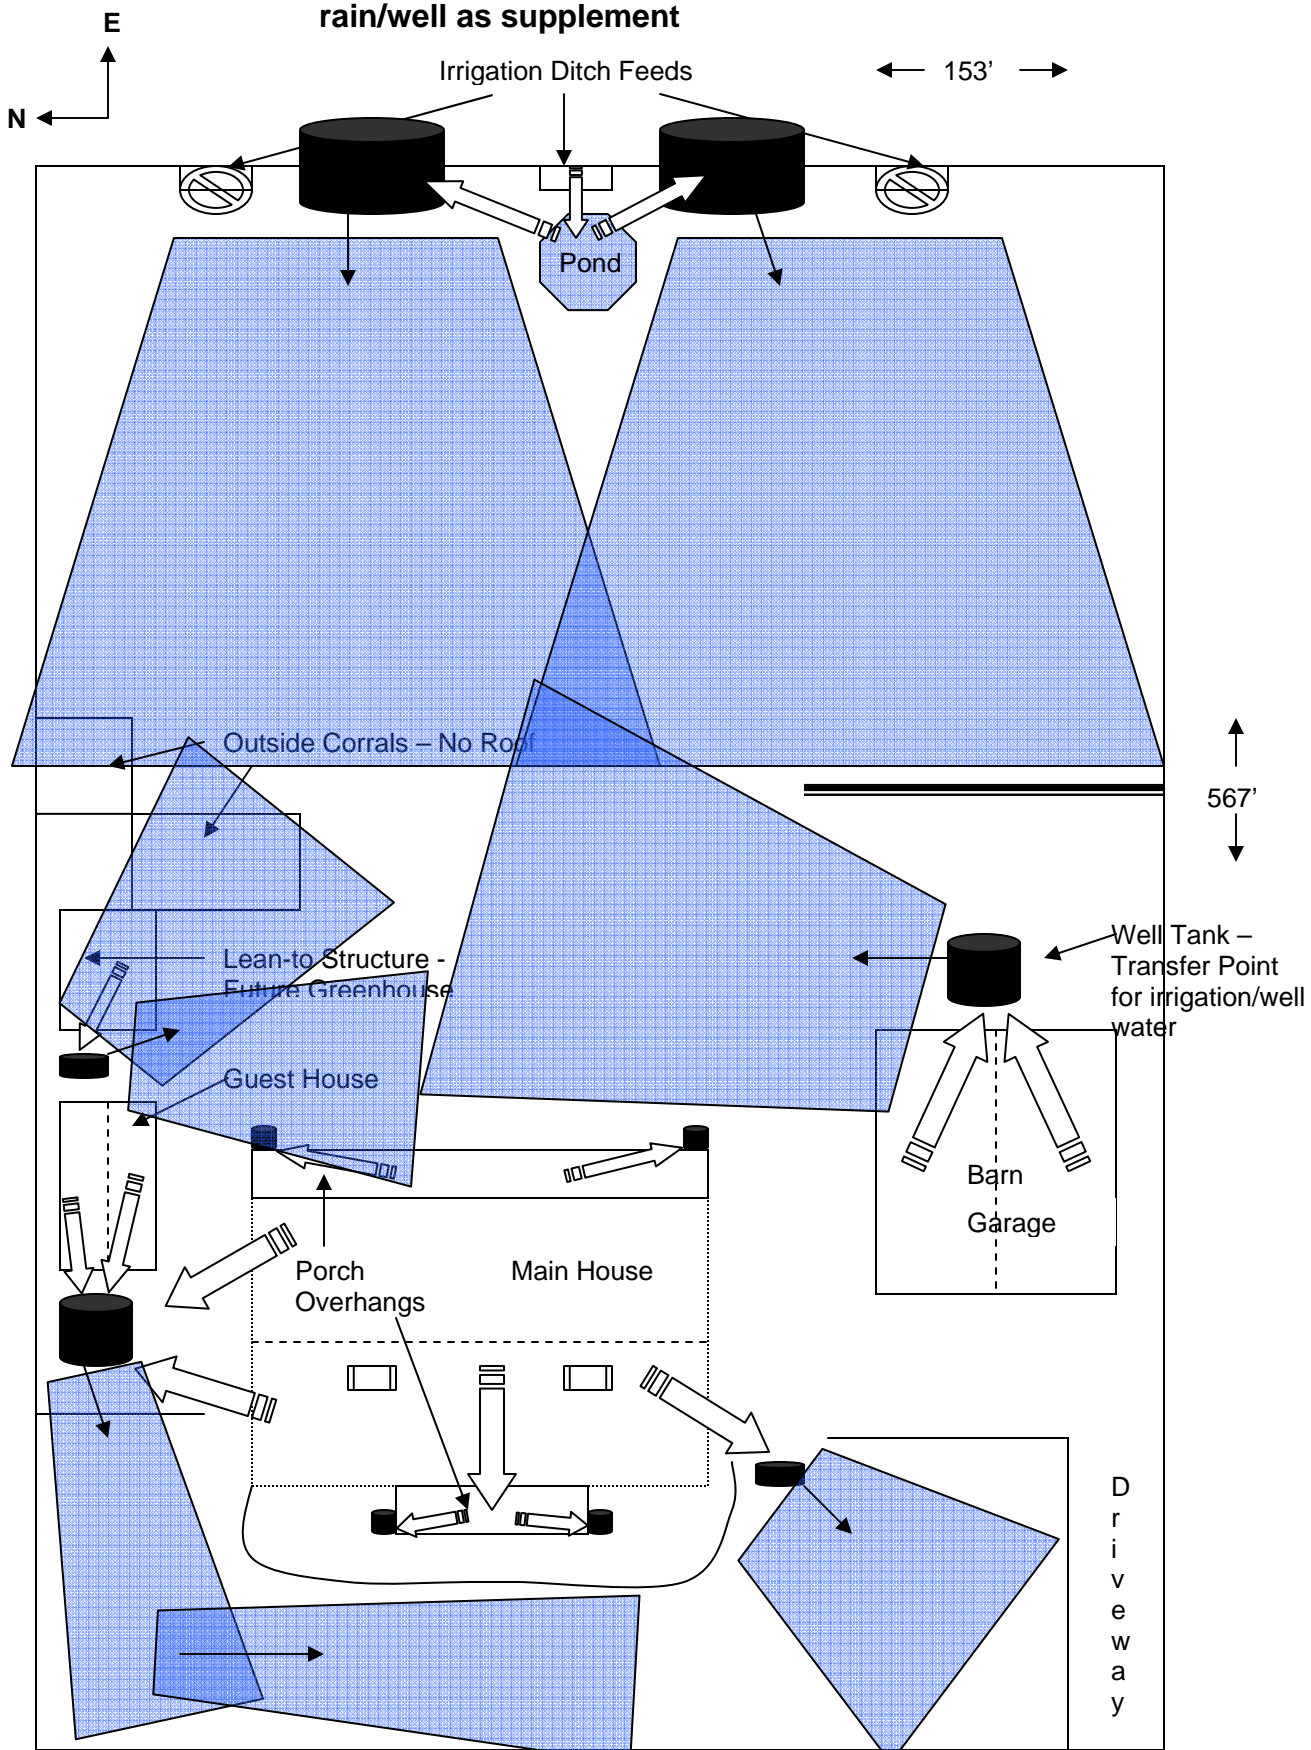 rain/well as supplement
E
N
Irrigation Ditch Feeds
153’
Pond
Outside Corrals – No Roof
567’
Well Tank –
Transfer Point
for irrigation/well
water
Lean-to Structure -
Future Greenhouse
Guest House
Barn
Garage
Porch
Overhangs
Main House
D
r
i
v
e
w
a
y